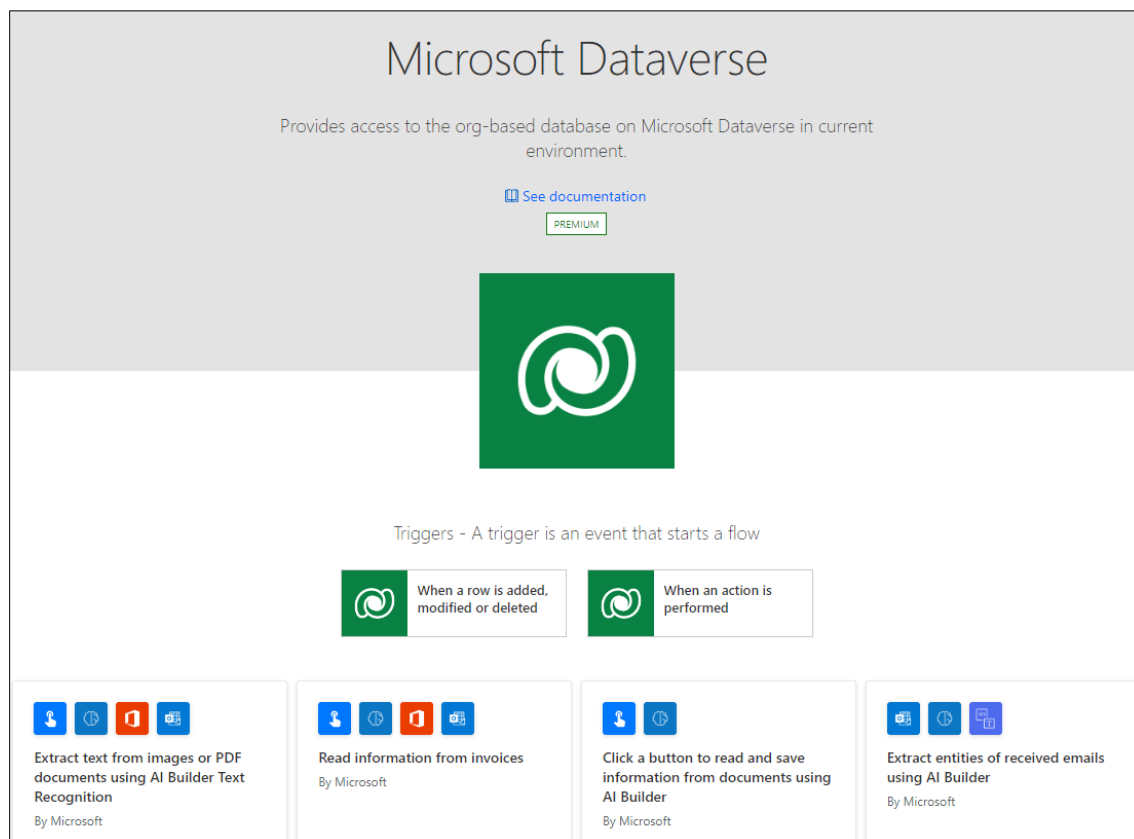 Microsoft Dataverse
Provides access to the org-based database on Microsoft Dataverse in current
environment.
See documentation
PREMIUM
Triggers - A trigger is an event that starts a flow
When a row is added,
modified or deleted
When an action is
performed
Extract text from images or PDF
documents using AI Builder Text
Recognition
By Microsoft
Read information from invoices
By Microsoft
Click a button to read and save
information from documents using
AI Builder
By Microsoft
Extract entities of received emails
using AI Builder
By Microsoft